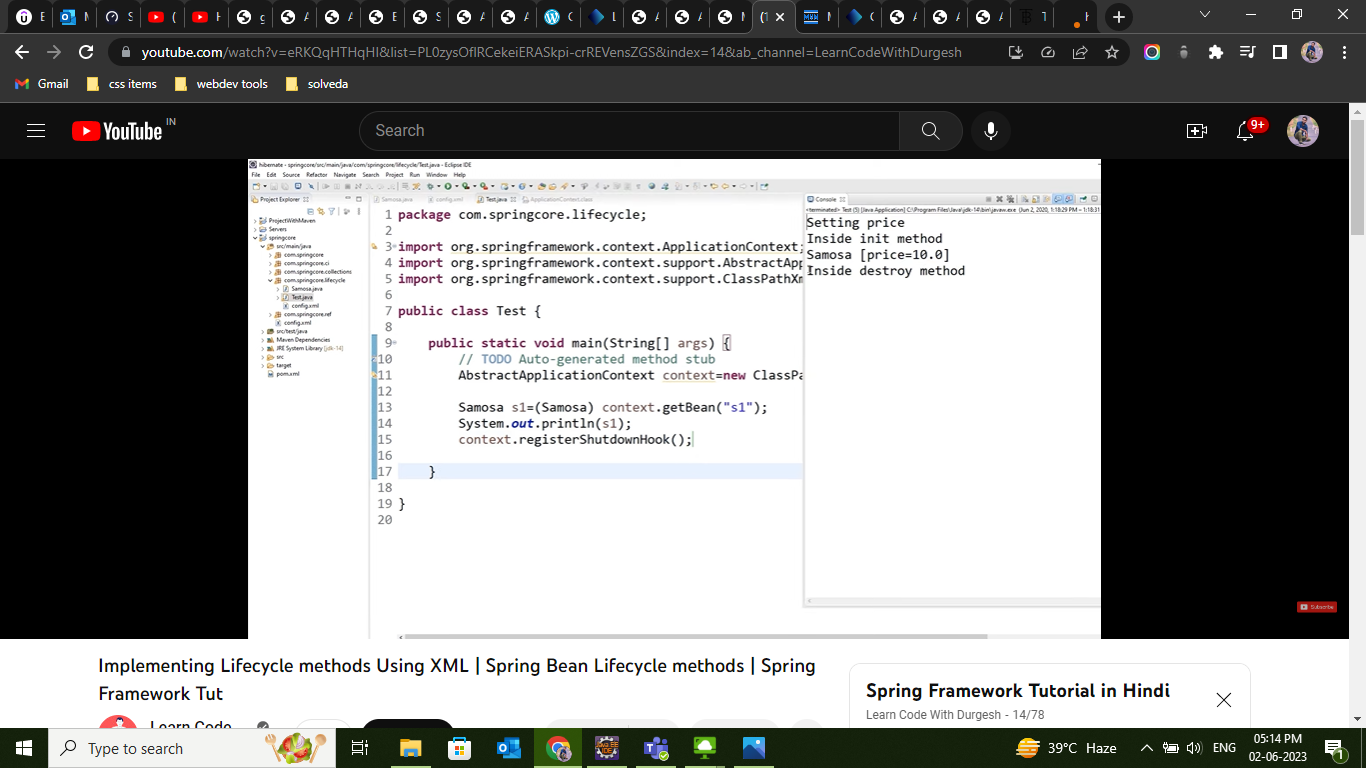 youtube.com/watch?v=eRKQqHTHqHI&list=PL0zysOflRCekeiERASkpi-crREVensZGS&index=14&ab_channel=LearnCodeWithDurgesh
Gmail css items webdev tools solveda
YouTube IN
Search
9+
hibernate - springcore/src/main/java/com/springcore/lifecycle/Test.java - Eclipse IDE
File Edit Source Refactor Navigate Search Project Run Window Help
Project Explorer
ProjectWithMaven
Servers
springcore
src/main/java
com.springcore
com.springcore.ci
com.springcore.collections
com.springcore.lifecycle
Samosa.java
Test.java
config.xml
com.springcore.ref
config.xml
src/test/java
Maven Dependencies
JRE System Library [jdk-14]
src
target
pom.xml
Samosa.java config.xml Test.java ApplicationContext.class
1 package com.springcore.lifecycle;
2
3 import org.springframework.context.ApplicationContext;
4 import org.springframework.context.support.AbstractApp
5 import org.springframework.context.support.ClassPathXm
6
7 public class Test {
8
9 public static void main(String[] args) {
10 // TODO Auto-generated method stub
11 AbstractApplicationContext context=new ClassPa
12
13 Samosa s1=(Samosa) context.getBean("s1");
14 System.out.println(s1);
15 context.registerShutdownHook();
16
17 }
18
19 }
20
Console
<terminated> Test (5) [Java Application] C:\Program Files\Java\jdk-14\bin\javaw.exe (Jun 2, 2020, 1:18:29 PM – 1:18:31
Setting price
Inside init method
Samosa [price=10.0]
Inside destroy method
Subscribe
Implementing Lifecycle methods Using XML | Spring Bean Lifecycle methods | Spring
Framework Tut
Learn Code
Spring Framework Tutorial in Hindi
Learn Code With Durgesh - 14/78
Type here to search
39°C Haze
ENG
05:14 PM
02-06-2023
1